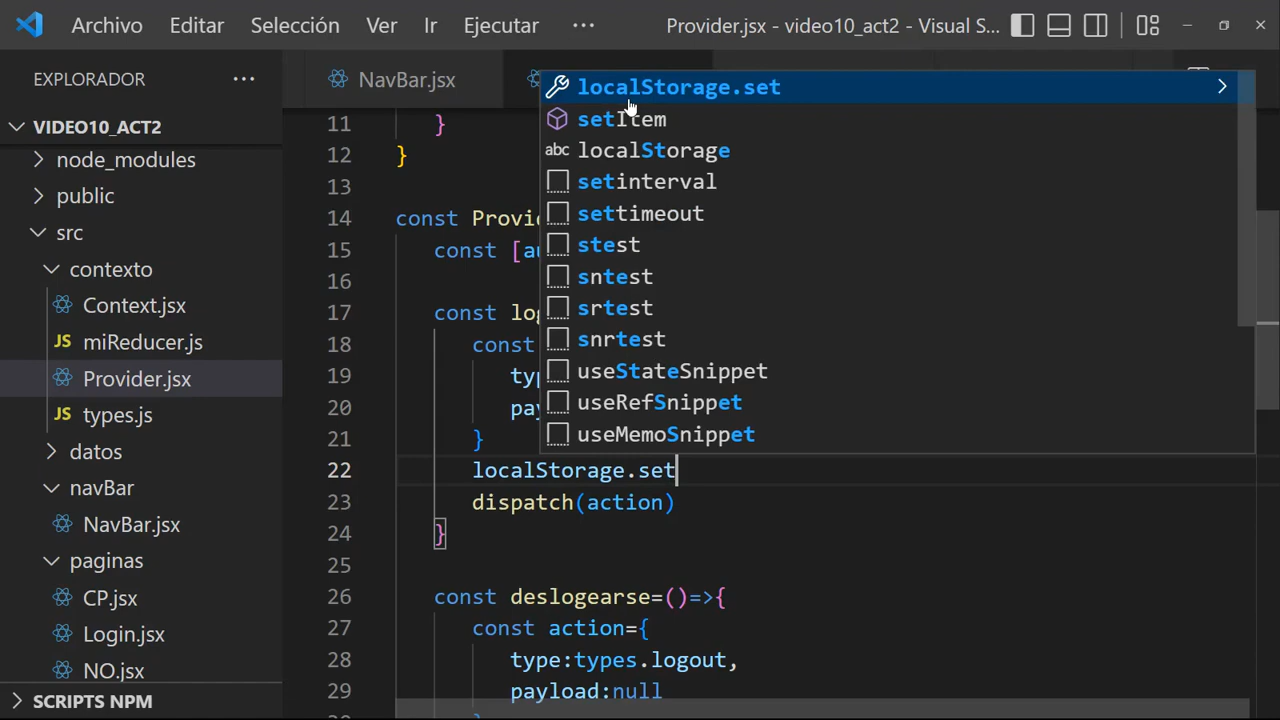 Archivo Editar Selección Ver Ir Ejecutar ··· Provider.jsx - video10_act2 - Visual S...
EXPLORADOR ···
NavBar.jsx
VIDEO10_ACT2
node_modules
public
src
contexto
Context.jsx
JS miReducer.js
Provider.jsx
JS types.js
datos
navBar
NavBar.jsx
paginas
CP.jsx
Login.jsx
NO.jsx
SCRIPTS NPM
localStorage.set
setItem
abc localStorage
setinterval
settimeout
stest
sntest
srtest
snrtest
useStateSnippet
useRefSnippet
useMemoSnippet
11 }
12 }
13
14 const Provi
15 const [au
16
17 const log
18 const
19 typ
20 pay
21 }
22 localStorage.set
23 dispatch(action)
24 }
25
26 const deslogearse=()=>{
27 const action={
28 type:types.logout,
29 payload:null